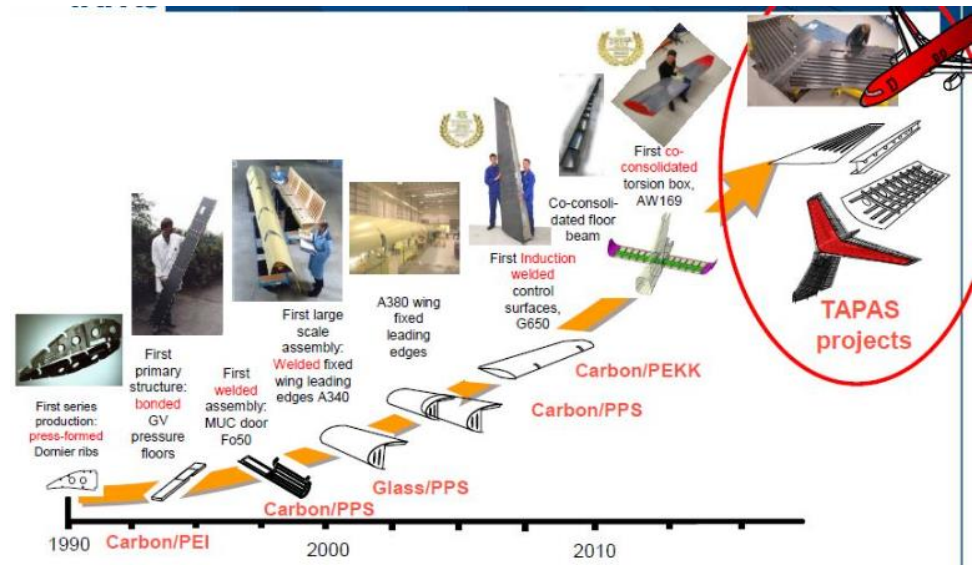 First series
production:
press-formed
Dornier ribs
First
primary
structure:
bonded
GV
pressure
floors
First
welded
assembly:
MUC door
Fo50
First large
scale
assembly:
Welded fixed
wing leading
edges A340
A380 wing
fixed
leading
edges
First Induction
welded
control
surfaces,
G650
Co-consoli-
dated floor
beam
First co-
consolidated
torsion box,
AW169
TAPAS
projects
Carbon/PEI
Carbon/PPS
Glass/PPS
Carbon/PPS
Carbon/PEKK
1990
2000
2010